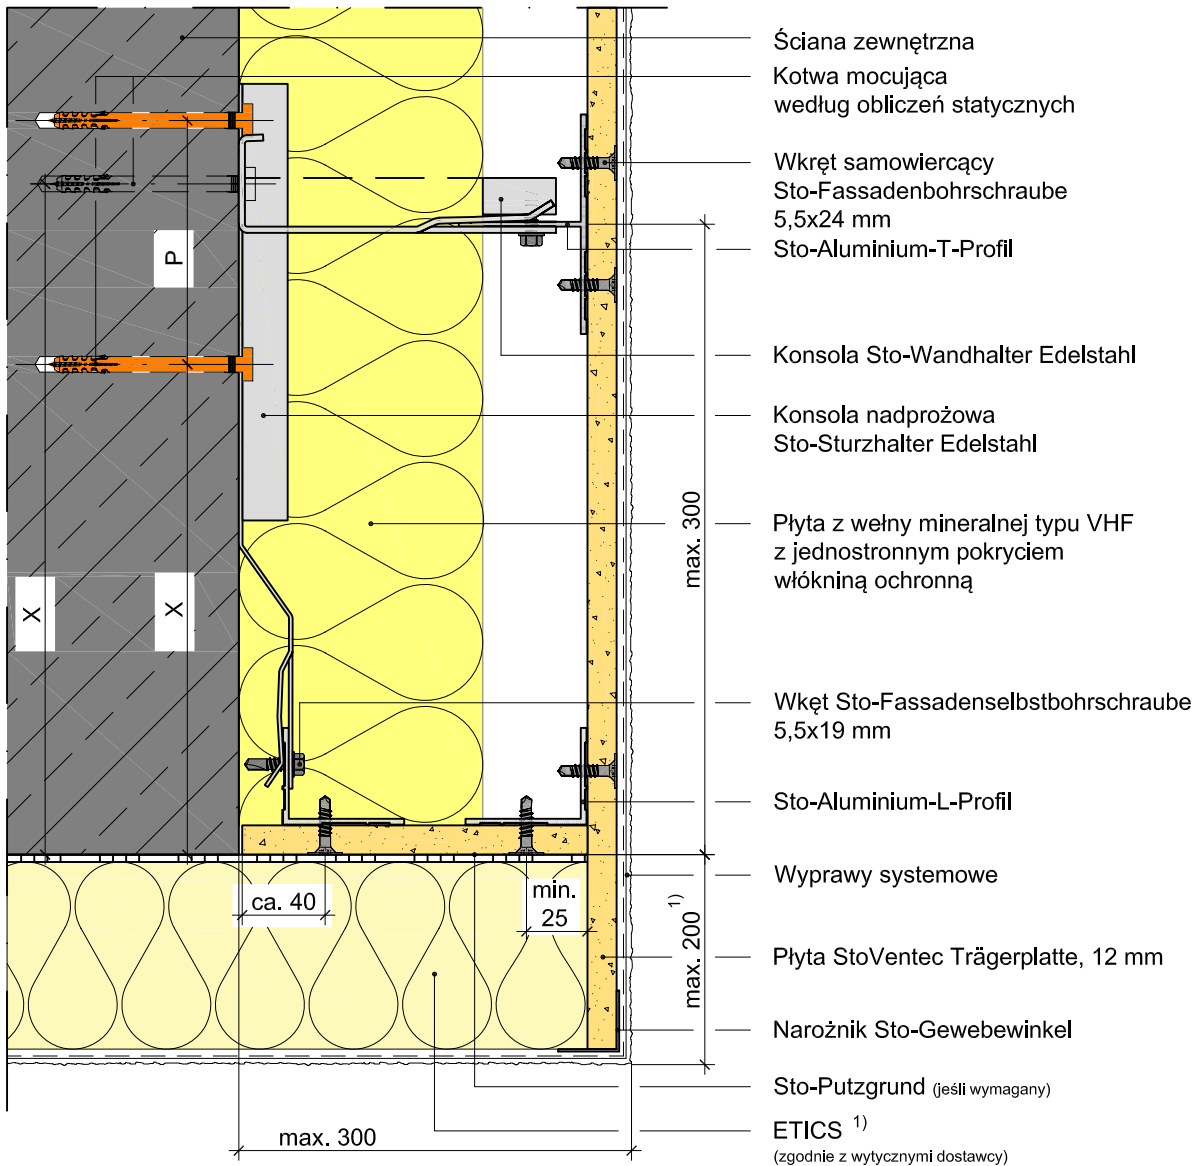 Ściana zewnętrzna
Kotwa mocująca
według obliczeń statycznych
Wkręt samowiercący
Sto-Fassadenbohrschraube
5,5x24 mm
Sto-Aluminium-T-Profil
Konsola Sto-Wandhalter Edelstahl
Konsola nadprożowa
Sto-Sturzhalter Edelstahl
Płyta z wełny mineralnej typu VHF
z jednostronnym pokryciem
włókniną ochronną
Wkęt Sto-Fassadenselbstbohrschraube
5,5x19 mm
Sto-Aluminium-L-Profil
Wyprawy systemowe
Płyta StoVentec Trägerplatte, 12 mm
Narożnik Sto-Gewebewinkel
Sto-Putzgrund (jeśli wymagany)
ETICS 1)
(zgodnie z wytycznymi dostawcy)
P
X
X
max. 300
max. 200 1)
ca. 40
min.
25
max. 300